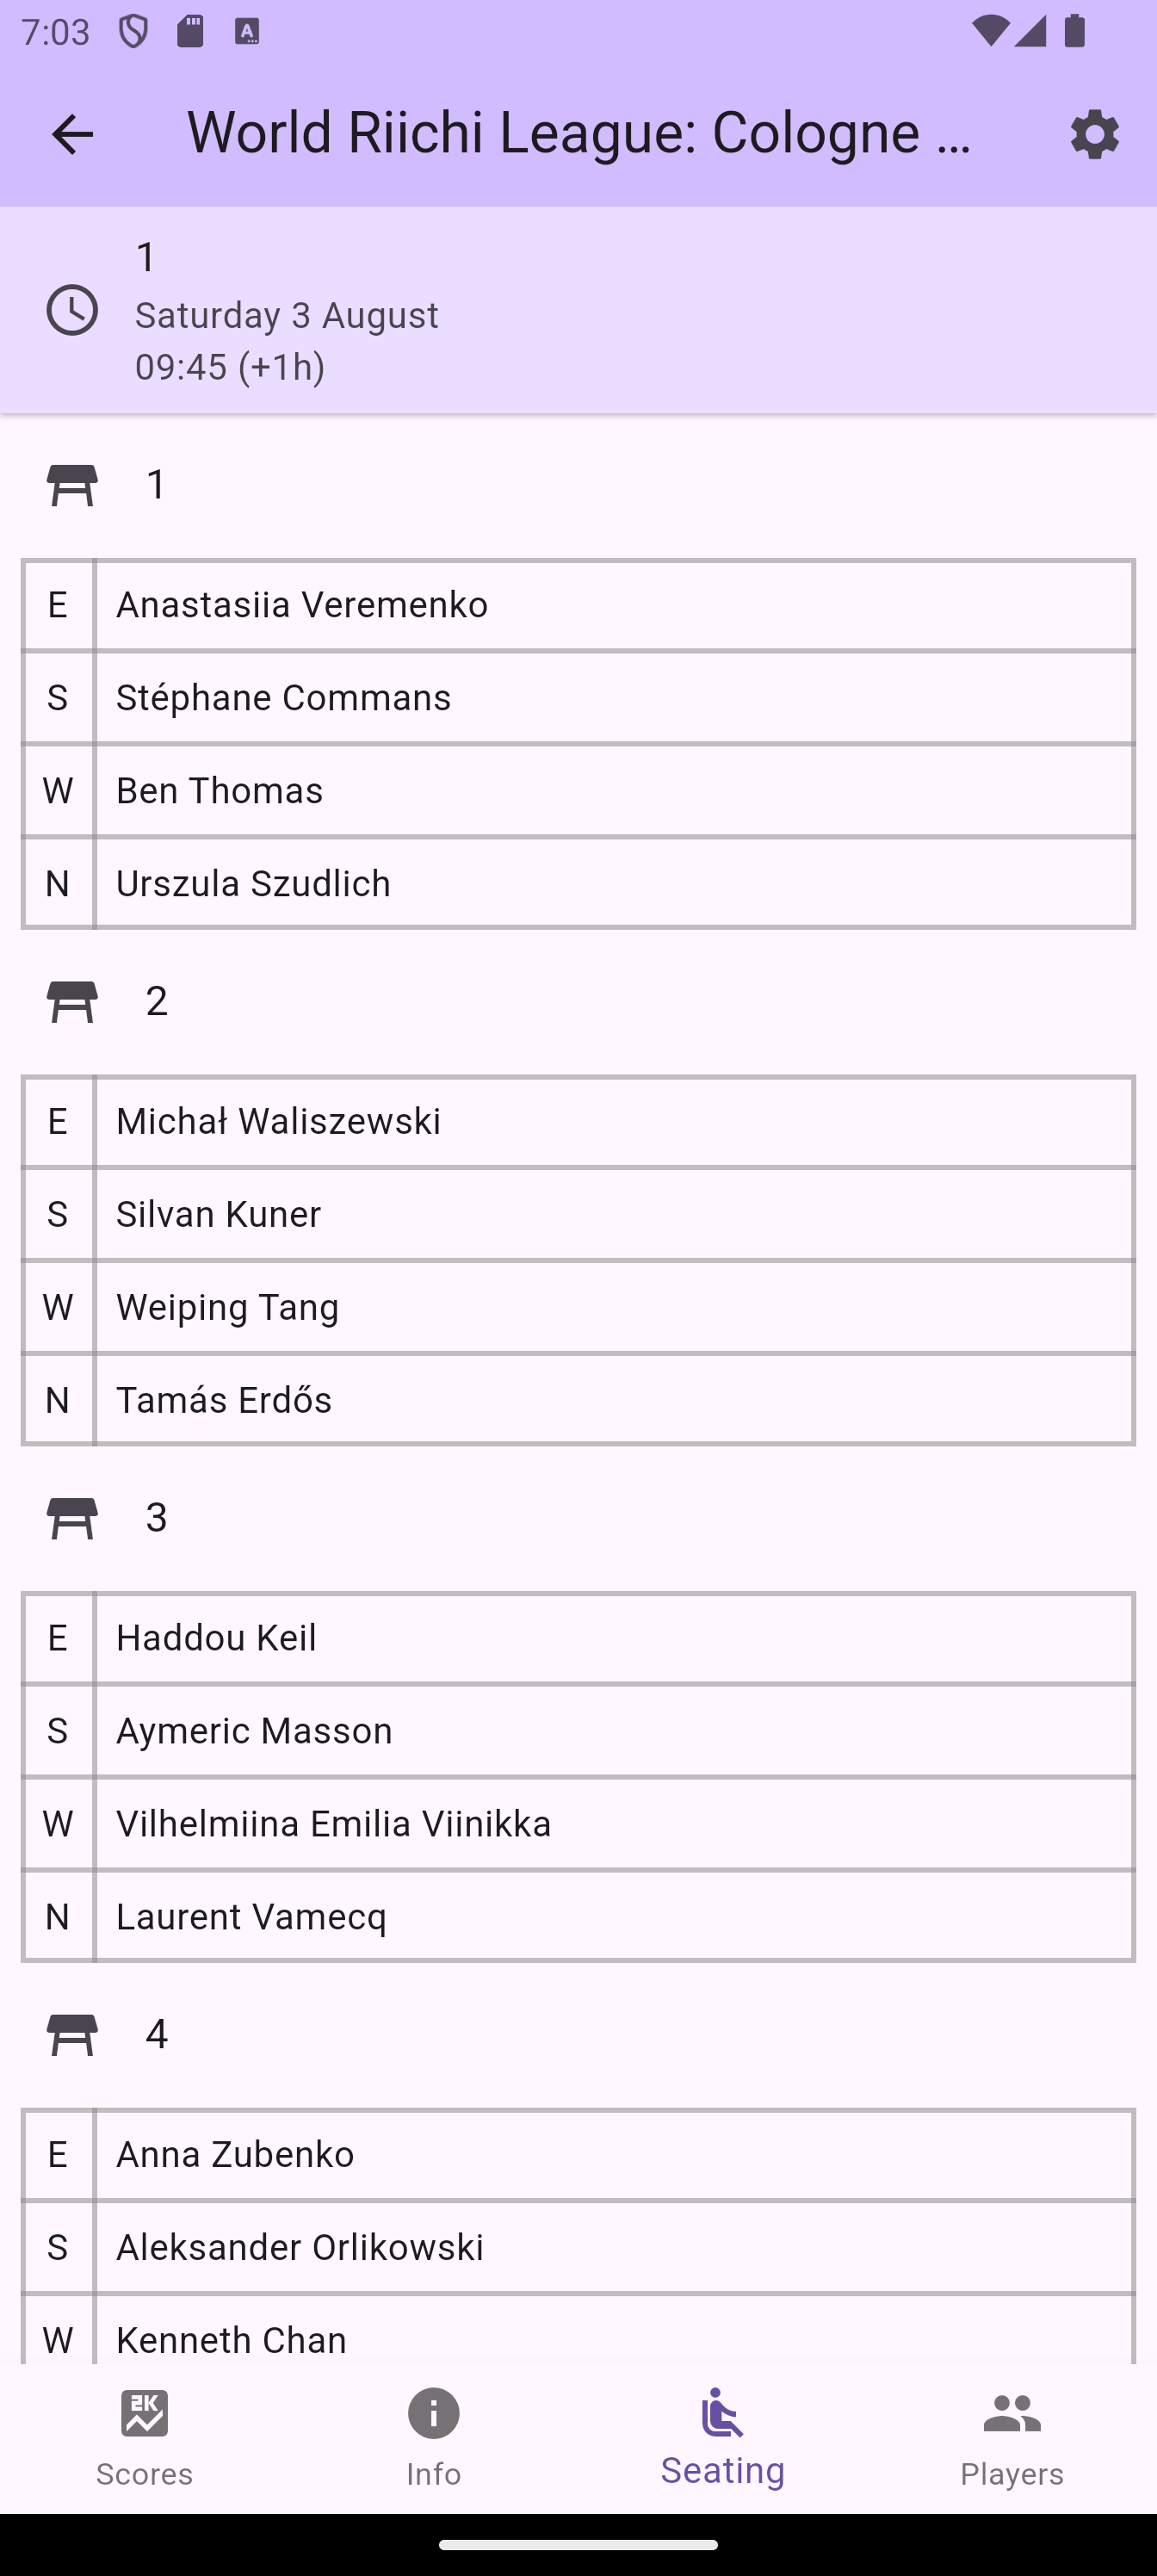 7:03
World Riichi League: Cologne …
1
Saturday 3 August
09:45 (+1h)
1
E Anastasiia Veremenko
S Stéphane Commans
W Ben Thomas
N Urszula Szudlich
2
E Michał Waliszewski
S Silvan Kuner
W Weiping Tang
N Tamás Erdős
3
E Haddou Keil
S Aymeric Masson
W Vilhelmiina Emilia Viinikka
N Laurent Vamecq
4
E Anna Zubenko
S Aleksander Orlikowski
W Kenneth Chan
Scores Info Seating Players